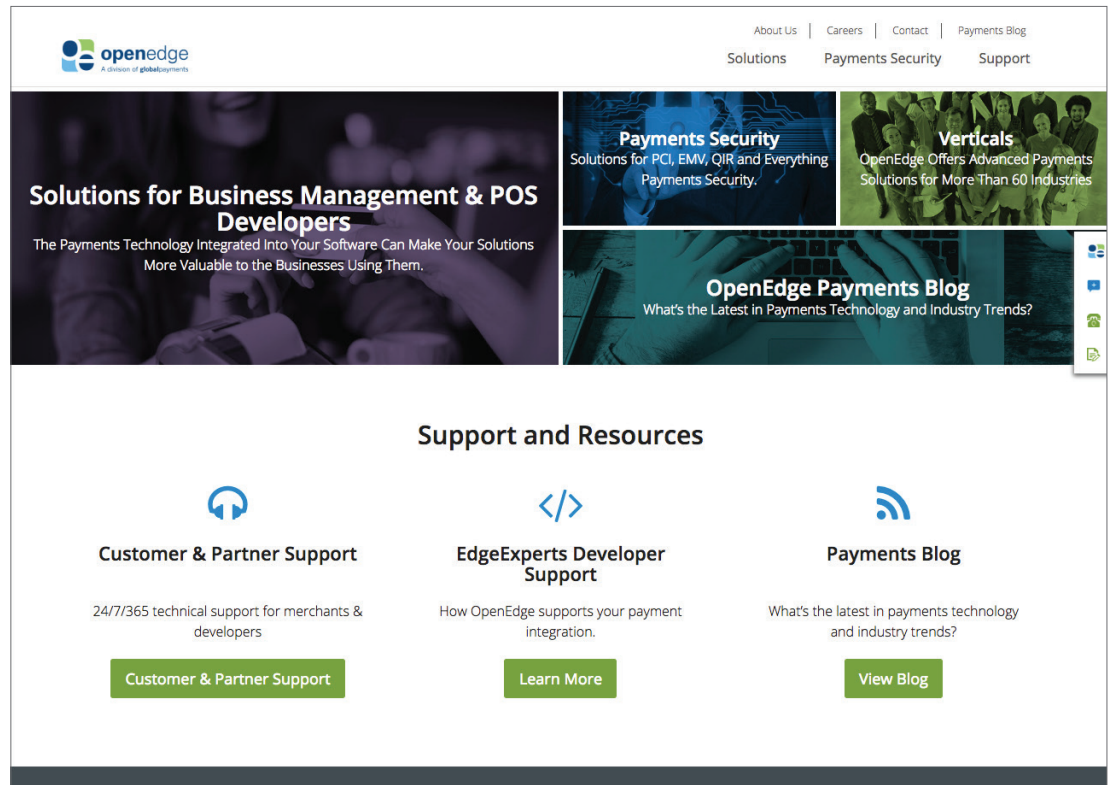 About Us
Careers
Contact
Payments Blog
openedge
A division of globalpayments
Solutions
Payments Security
Support
Solutions for Business Management & POS
Developers
The Payments Technology Integrated Into Your Software Can Make Your Solutions
More Valuable to the Businesses Using Them.
Payments Security
Solutions for PCI, EMV, QIR and Everything
Payments Security.
Verticals
OpenEdge Offers Advanced Payments
Solutions for More Than 60 Industries
OpenEdge Payments Blog
What's the Latest in Payments Technology and Industry Trends?
Support and Resources
Customer & Partner Support
24/7/365 technical support for merchants &
developers
Customer & Partner Support
EdgeExperts Developer
Support
How OpenEdge supports your payment
integration.
Learn More
Payments Blog
What's the latest in payments technology
and industry trends?
View Blog